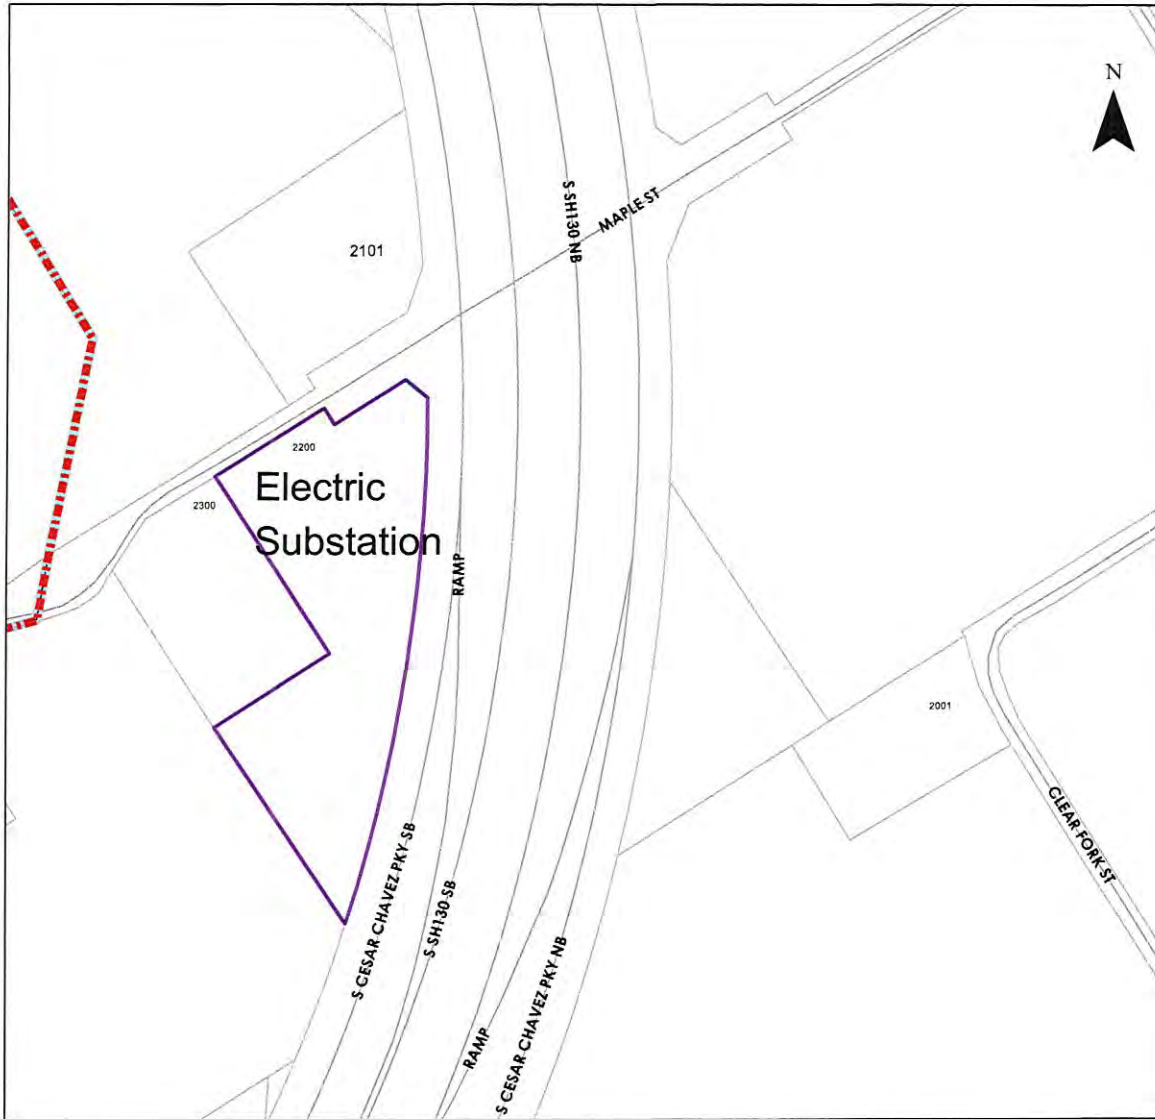 N
S SH130 NB
MAPLE ST
2101
2200
Electric
Substation
2300
RAMP
2001
CLEAR FORK ST
S CESAR CHAVEZ PKY SB
S SH130 SB
S CESAR CHAVEZ PKY NB
RAMP